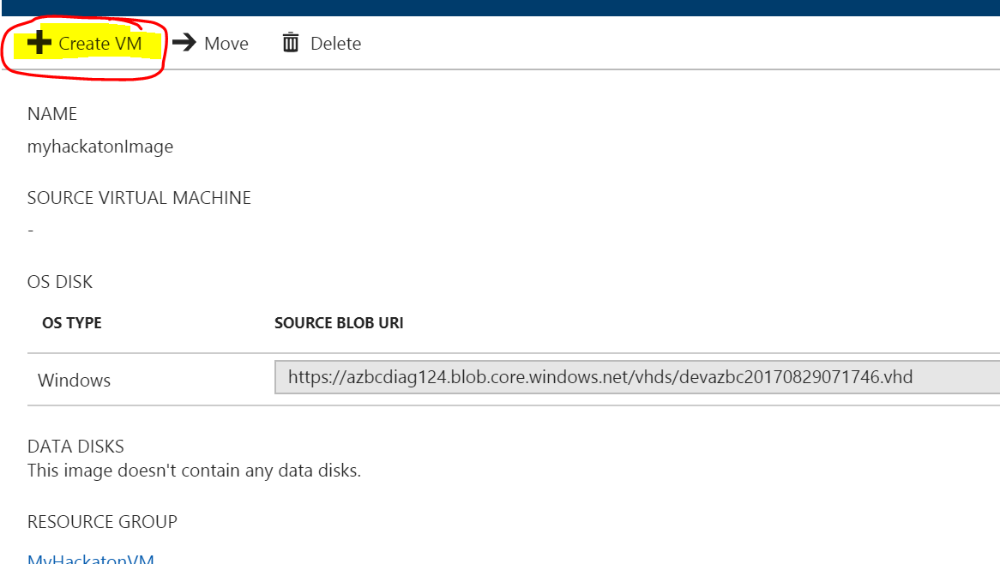 Create VM Move Delete
NAME
myhackatonImage
SOURCE VIRTUAL MACHINE
-
OS DISK
OS TYPE SOURCE BLOB URI
Windows https://azbcdiag124.blob.core.windows.net/vhds/devazbc20170829071746.vhd
DATA DISKS
This image doesn't contain any data disks.
RESOURCE GROUP
MyHackatonVM